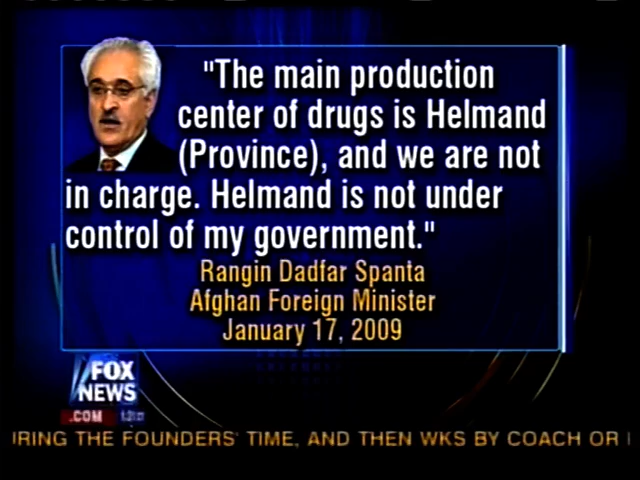 "The main production
center of drugs is Helmand
(Province), and we are not
in charge. Helmand is not under
control of my government."
Rangin Dadfar Spanta
Afghan Foreign Minister
January 17, 2009
FOX
NEWS
.COM
IRING THE FOUNDERS' TIME, AND THEN WKS BY COACH OR